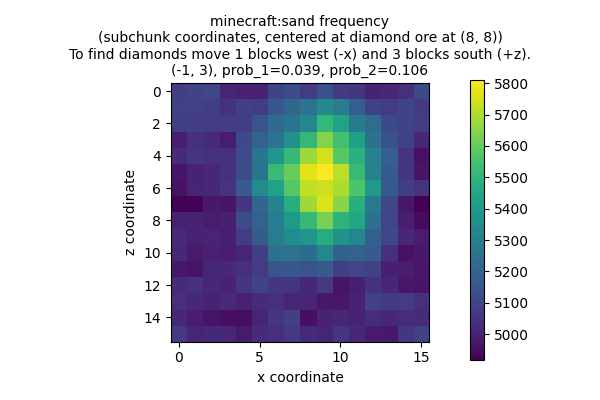 minecraft:sand frequency
(subchunk coordinates, centered at diamond ore at (8, 8))
To find diamonds move 1 blocks west (-x) and 3 blocks south (+z).
(-1, 3), prob_1=0.039, prob_2=0.106
0
2
4
6
8
10
12
14
z coordinate
0 5 10 15
x coordinate
5800
5700
5600
5500
5400
5300
5200
5100
5000